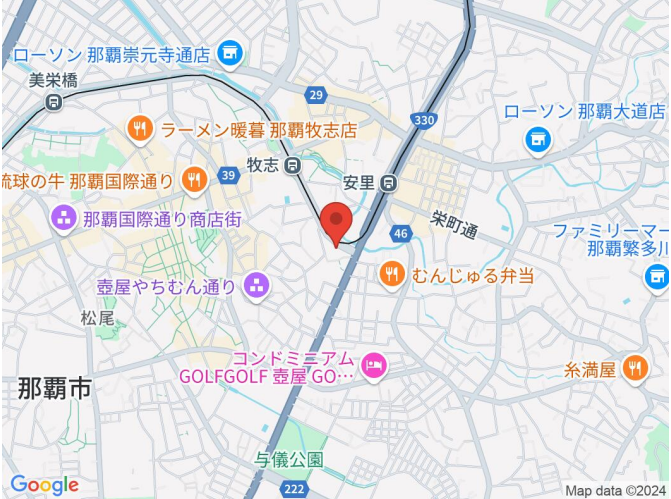 ローソン 那覇崇元寺通店
美栄橋
29
330
ローソン 那覇大道店
ラーメン暖暮 那覇牧志店
牧志
39
安里
琉球の牛 那覇国際通り
栄町通
那覇国際通り商店街
46
ファミリーマー
那覇繁多川
むんじゅる弁当
壺屋やちむん通り
松尾
コンドミニアム
GOLFGOLF 壺屋 GO…
糸満屋
那覇市
与儀公園
222
Google
Map data ©2024